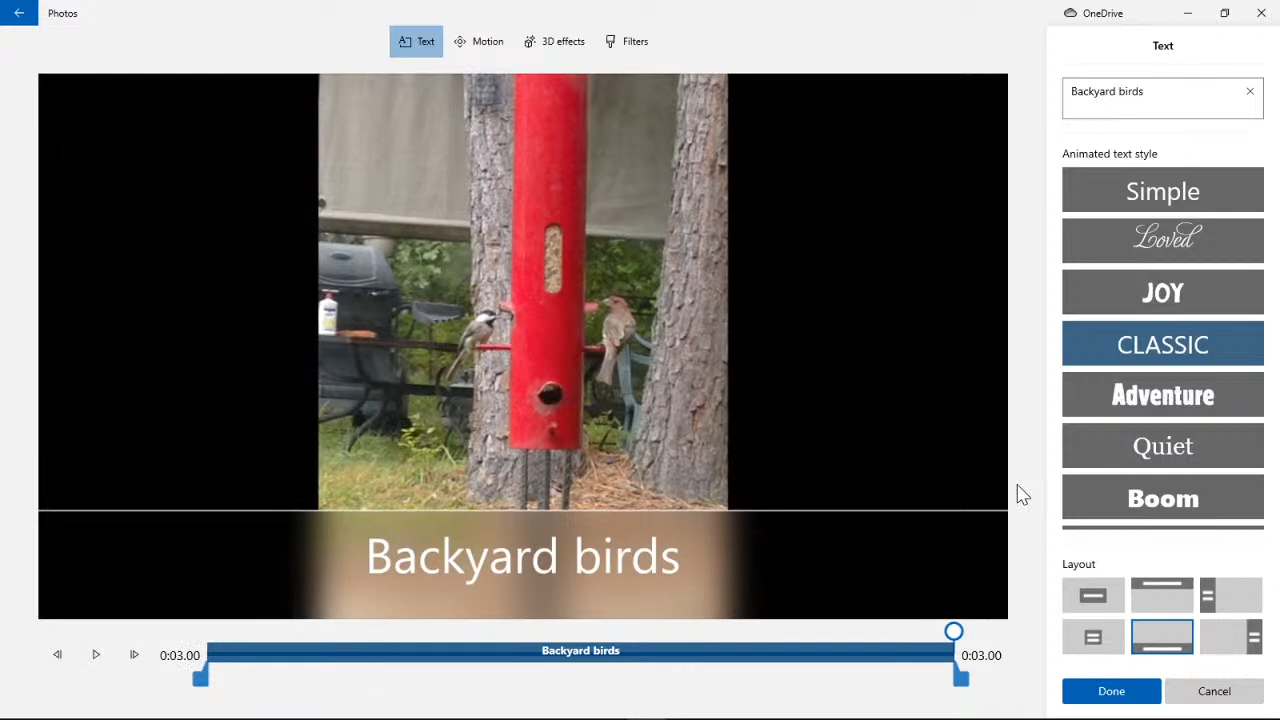 Photos
OneDrive
Text
Motion
3D effects
Filters
Text
Backyard birds
Animated text style
Simple
Loved
JOY
CLASSIC
Adventure
Quiet
Boom
Layout
Backyard birds
0:03.00
Backyard birds
0:03.00
Done
Cancel